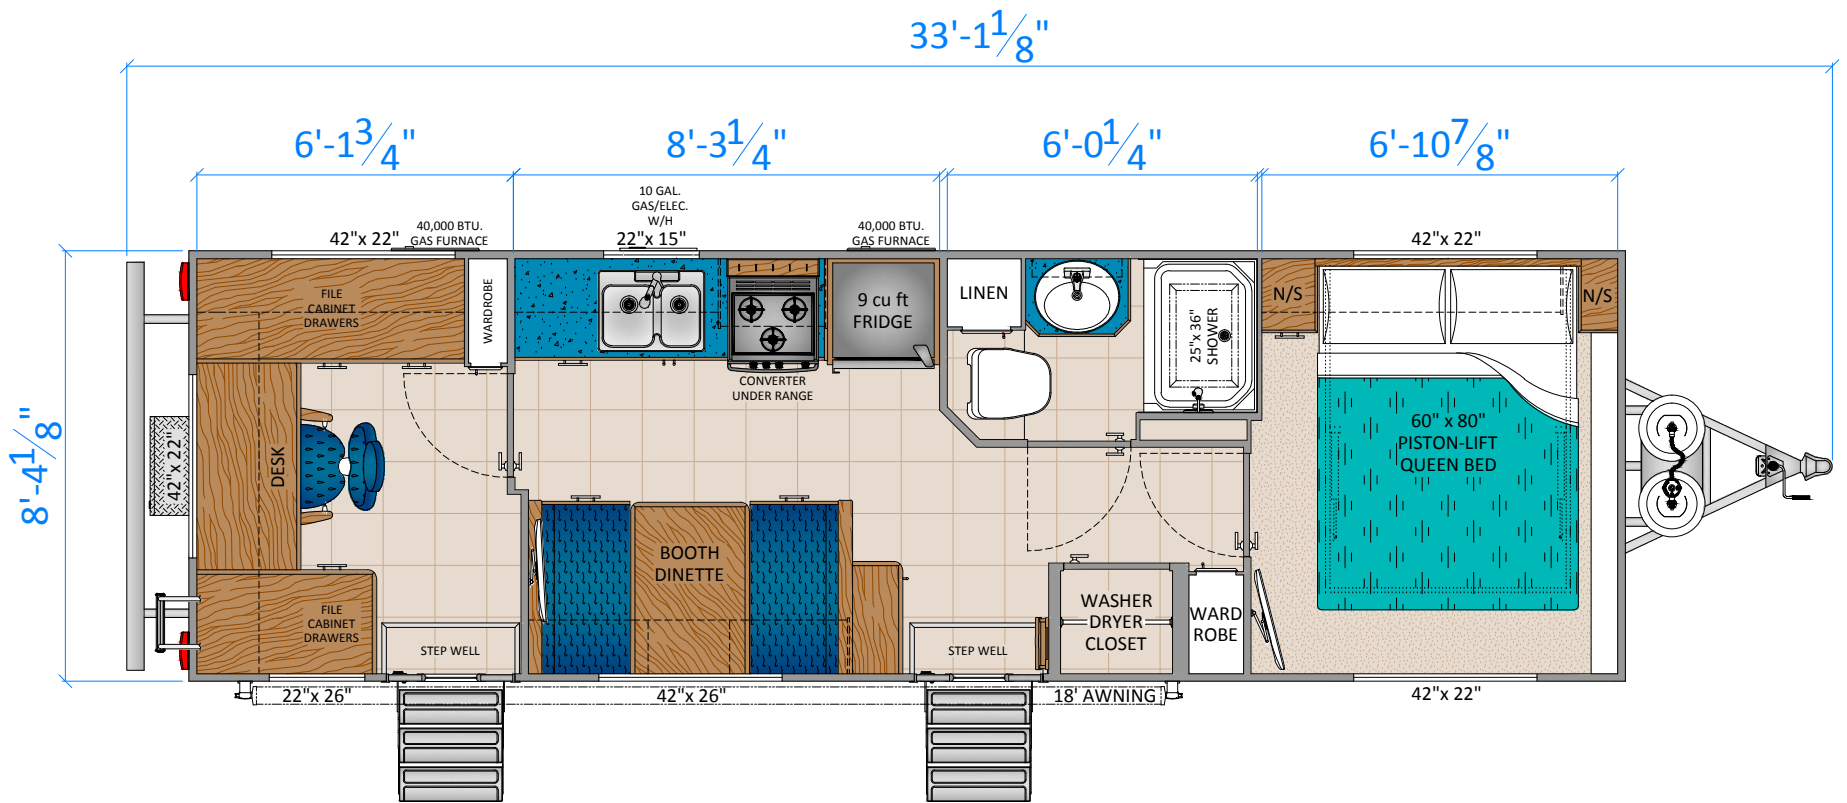 33'-1 1/8"
6'-1 3/4"
8'-3 1/4"
6'-0 1/4"
6'-10 7/8"
8'-4 1/8"
42"x 22"
40,000 BTU.
GAS FURNACE
10 GAL.
GAS/ELEC.
W/H
22"x 15"
40,000 BTU.
GAS FURNACE
42"x 22"
FILE
CABINET
DRAWERS
WARDROBE
9 cu ft
FRIDGE
LINEN
25"x 36"
SHOWER
N/S
N/S
CONVERTER
UNDER RANGE
42"x 22"
DESK
60" x 80"
PISTON-LIFT
QUEEN BED
BOOTH
DINETTE
FILE
CABINET
DRAWERS
STEP WELL
STEP WELL
WASHER
DRYER
CLOSET
WARD
ROBE
22"x 26"
42"x 26"
18' AWNING
42"x 22"